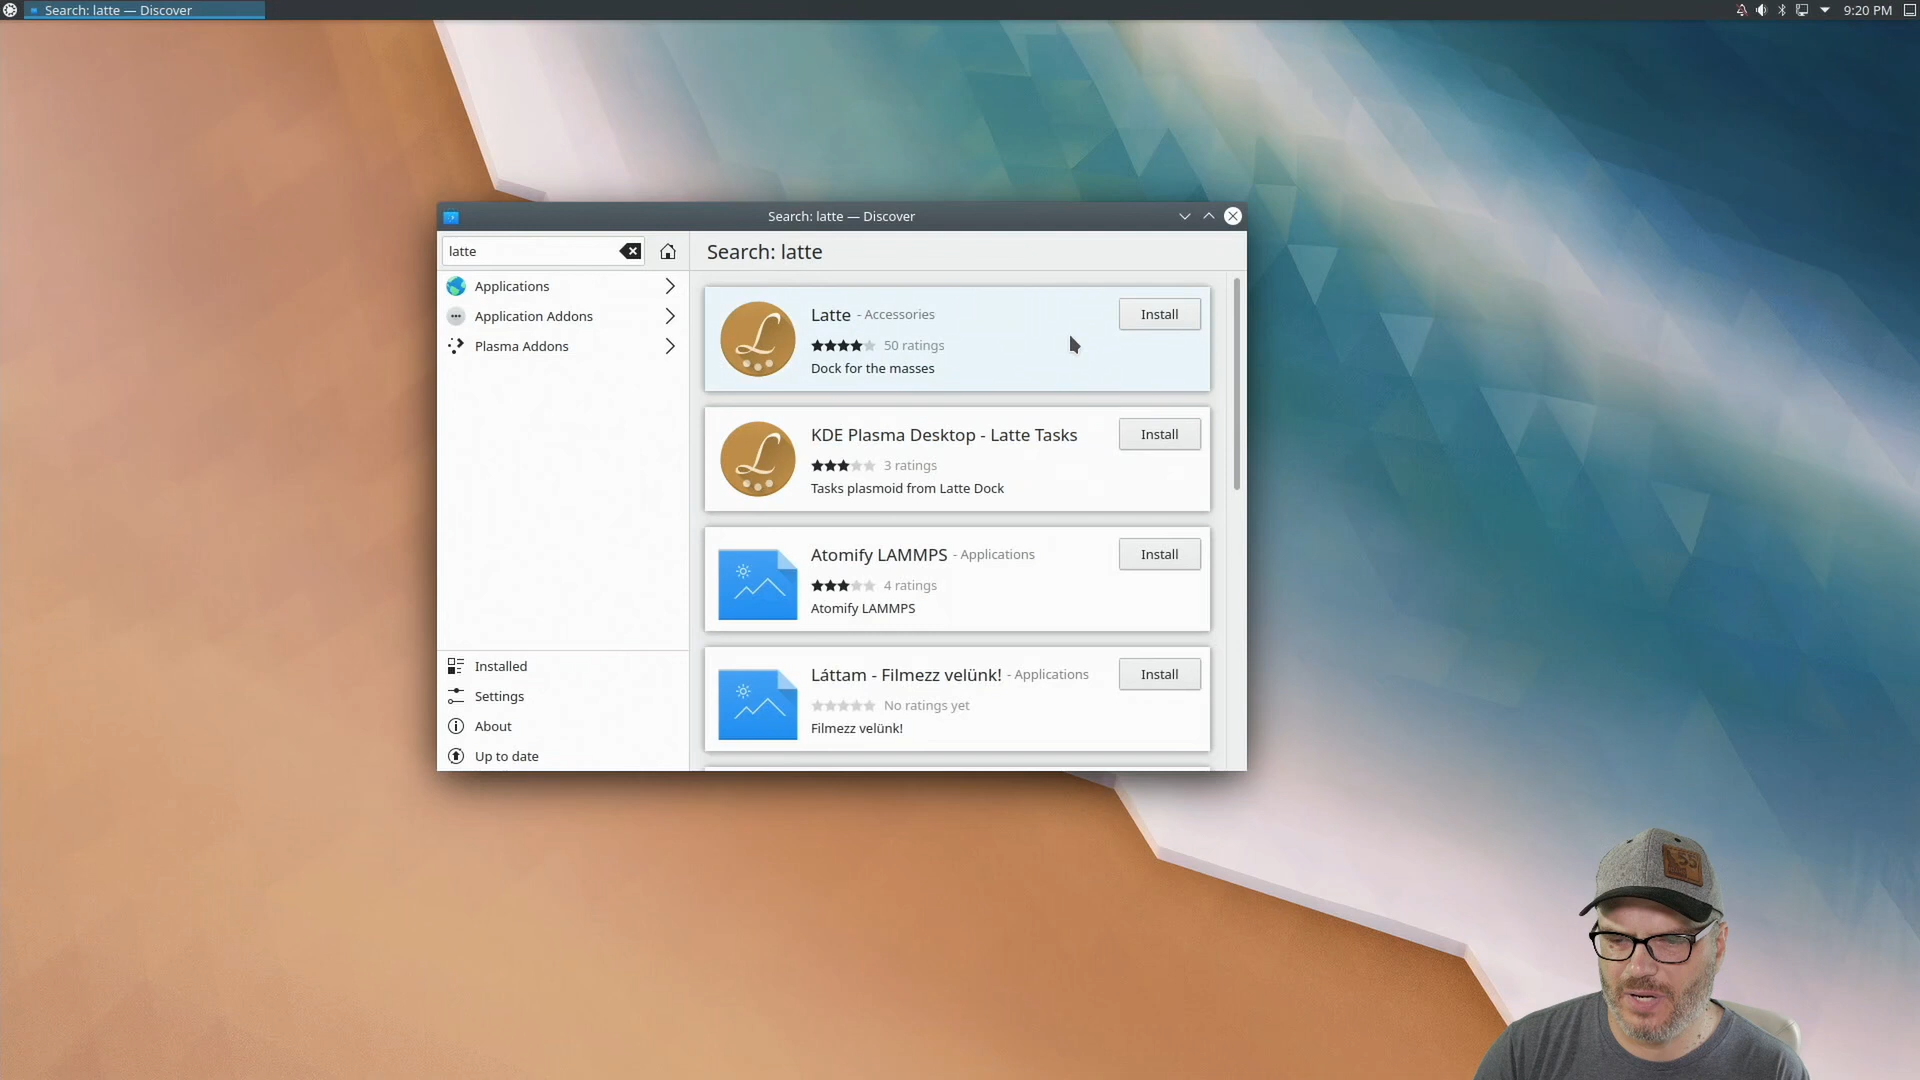 Search: latte — Discover
9:20 PM
Search: latte — Discover
latte
Search: latte
Applications
Application Addons
Plasma Addons
Installed
Settings
About
Up to date
Latte - Accessories
Install
50 ratings
Dock for the masses
KDE Plasma Desktop - Latte Tasks
Install
3 ratings
Tasks plasmoid from Latte Dock
Atomify LAMMPS - Applications
Install
4 ratings
Atomify LAMMPS
Láttam - Filmezz velünk! - Applications
Install
No ratings yet
Filmezz velünk!